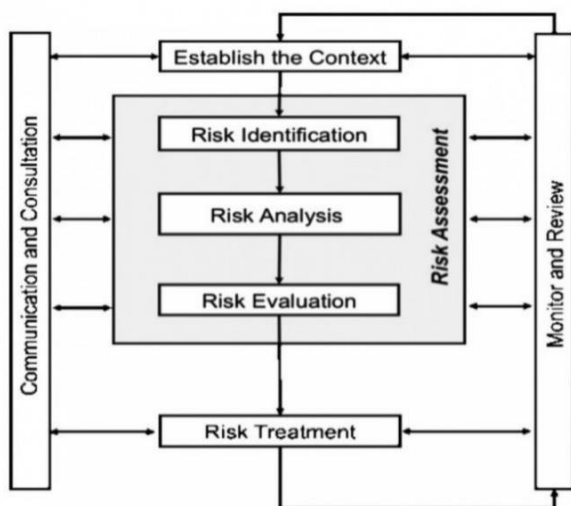 Establish the Context
Risk Identification
Risk Analysis
Risk Evaluation
Risk Treatment
Communication and Consultation
Risk Assessment
Monitor and Review